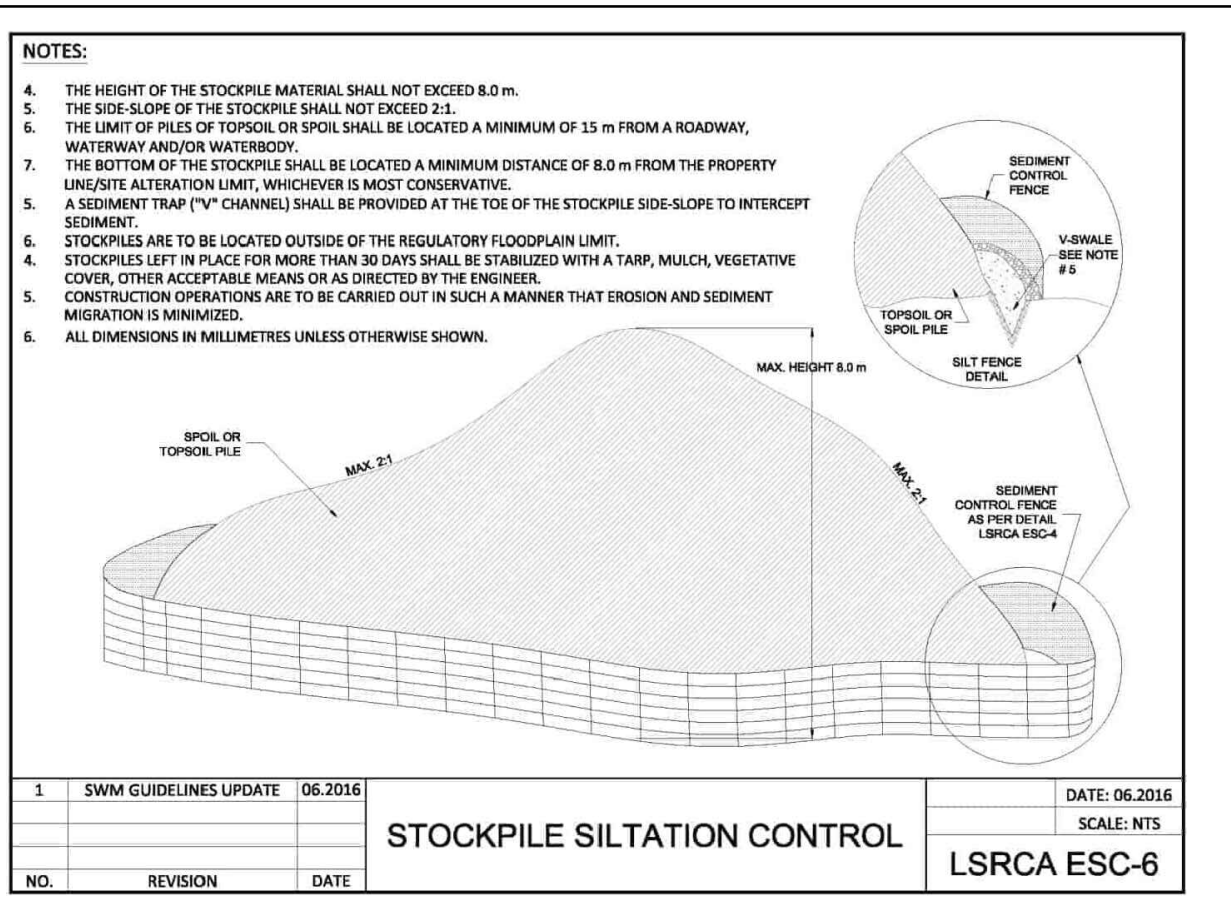 NOTES:
4. THE HEIGHT OF THE STOCKPILE MATERIAL SHALL NOT EXCEED 8.0 m.
5. THE SIDE-SLOPE OF THE STOCKPILE SHALL NOT EXCEED 2:1.
6. THE LIMIT OF PILES OF TOPSOIL OR SPOIL SHALL BE LOCATED A MINIMUM OF 15 m FROM A ROADWAY,
WATERWAY AND/OR WATERBODY.
7. THE BOTTOM OF THE STOCKPILE SHALL BE LOCATED A MINIMUM DISTANCE OF 8.0 m FROM THE PROPERTY
LINE/SITE ALTERATION LIMIT, WHICHEVER IS MOST CONSERVATIVE.
5. A SEDIMENT TRAP ("V" CHANNEL) SHALL BE PROVIDED AT THE TOE OF THE STOCKPILE SIDE-SLOPE TO INTERCEPT
SEDIMENT.
6. STOCKPILES ARE TO BE LOCATED OUTSIDE OF THE REGULATORY FLOODPLAIN LIMIT.
4. STOCKPILES LEFT IN PLACE FOR MORE THAN 30 DAYS SHALL BE STABILIZED WITH A TARP, MULCH, VEGETATIVE
COVER, OTHER ACCEPTABLE MEANS OR AS DIRECTED BY THE ENGINEER.
5. CONSTRUCTION OPERATIONS ARE TO BE CARRIED OUT IN SUCH A MANNER THAT EROSION AND SEDIMENT
MIGRATION IS MINIMIZED.
6. ALL DIMENSIONS IN MILLIMETRES UNLESS OTHERWISE SHOWN.
SEDIMENT
CONTROL
FENCE
V-SWALE
SEE NOTE
# 5
TOPSOIL OR
SPOIL PILE
SILT FENCE
DETAIL
MAX. HEIGHT 8.0 m
SPOIL OR
TOPSOIL PILE
MAX. 2:1
MAX. 2:1
SEDIMENT
CONTROL FENCE
AS PER DETAIL
LSRCA ESC-4
1 SWM GUIDELINES UPDATE 06.2016
NO. REVISION DATE
STOCKPILE SILTATION CONTROL
DATE: 06.2016
SCALE: NTS
LSRCA ESC-6